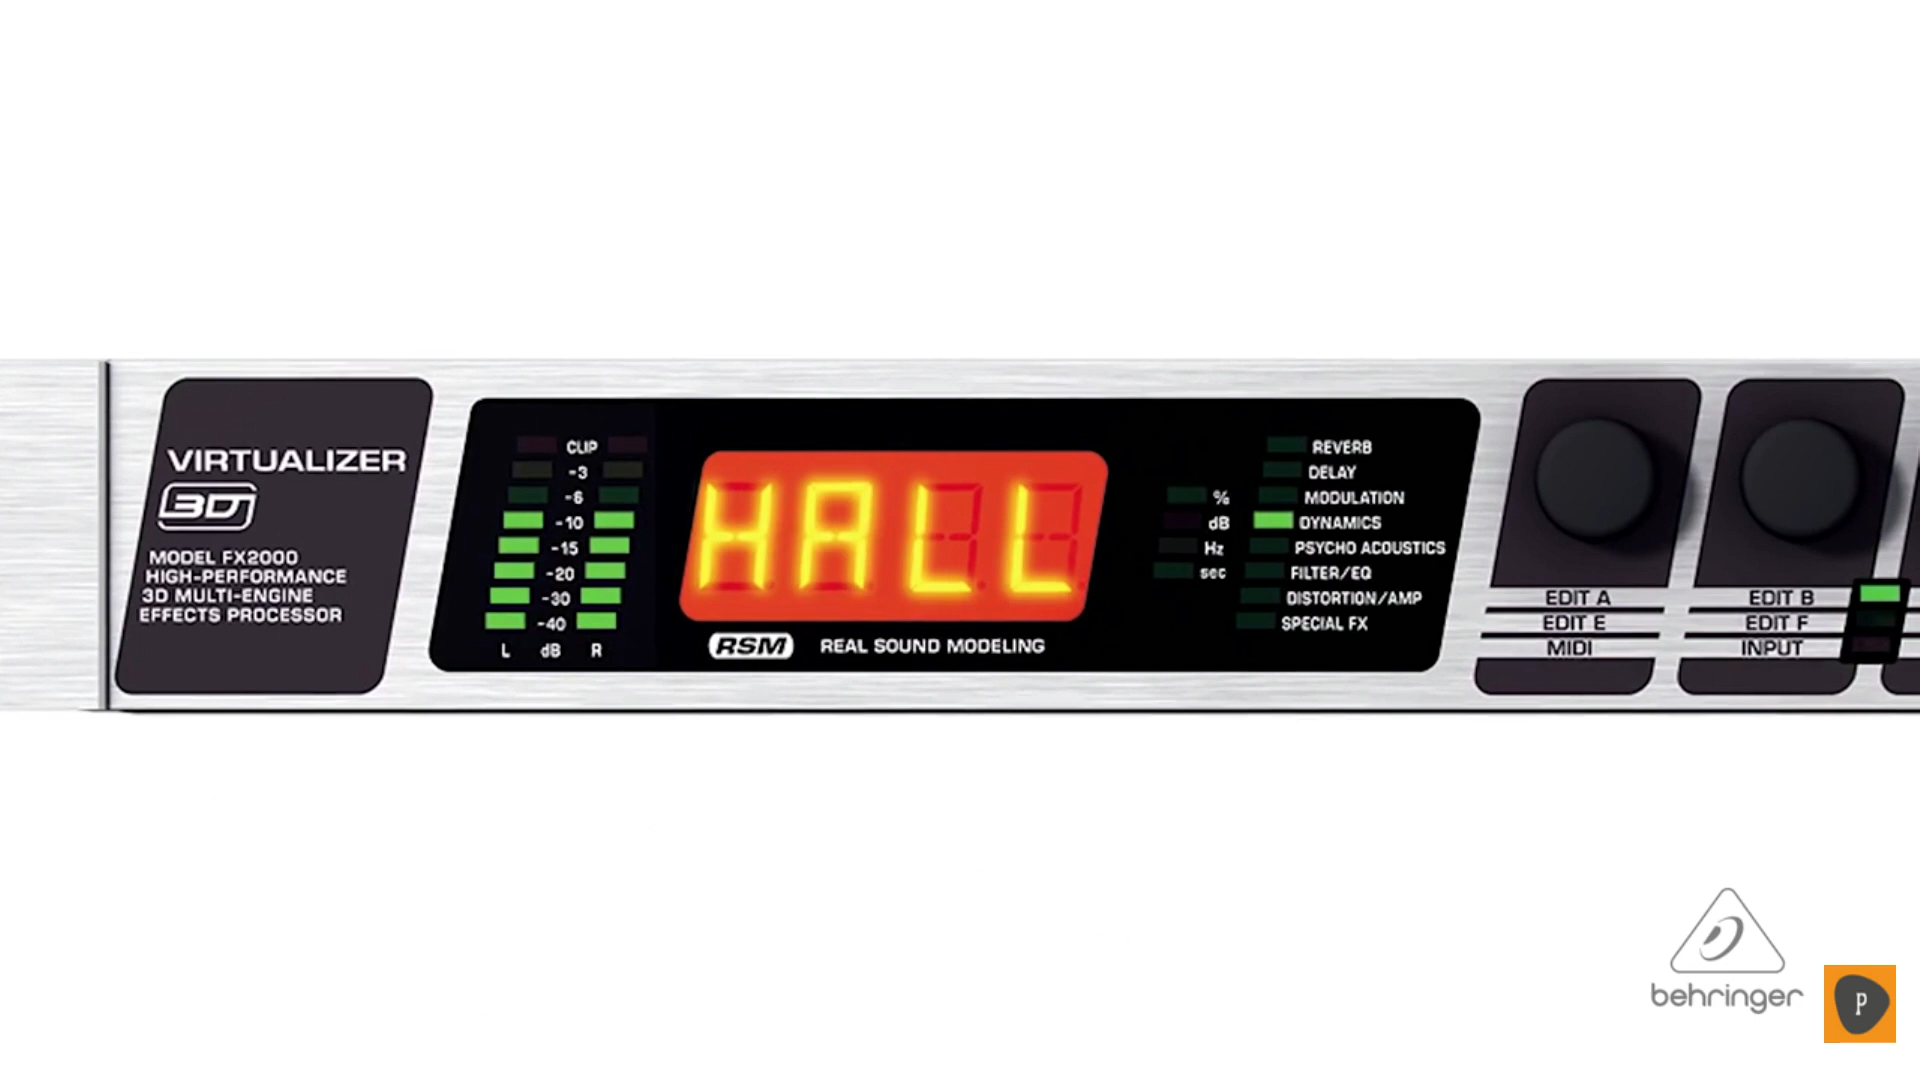 VIRTUALIZER
3D
MODEL FX2000
HIGH-PERFORMANCE
3D MULTI-ENGINE
EFFECTS PROCESSOR
CLIP
-3
-6
-10
-15
-20
-30
-40
L dB R
HALL
RSM REAL SOUND MODELING
%
dB
Hz
sec
REVERB
DELAY
MODULATION
DYNAMICS
PSYCHO ACOUSTICS
FILTER/EQ
DISTORTION/AMP
SPECIAL FX
EDIT A
EDIT E
MIDI
EDIT B
EDIT F
INPUT
behringer
P